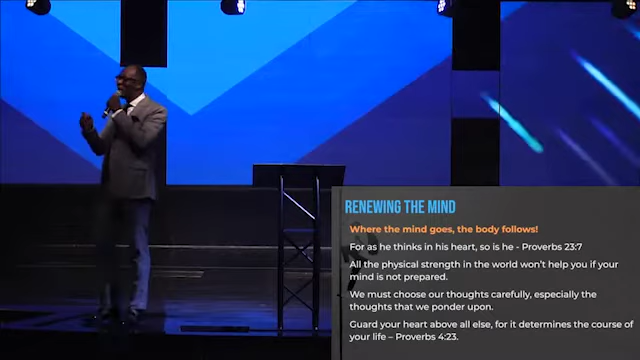 RENEWING THE MIND
Where the mind goes, the body follows!
For as he thinks in his heart, so is he - Proverbs 23:7
All the physical strength in the world won't help you if your
mind is not prepared.
We must choose our thoughts carefully, especially the
thoughts that we ponder upon.
Guard your heart above all else, for it determines the course of
your life – Proverbs 4:23.